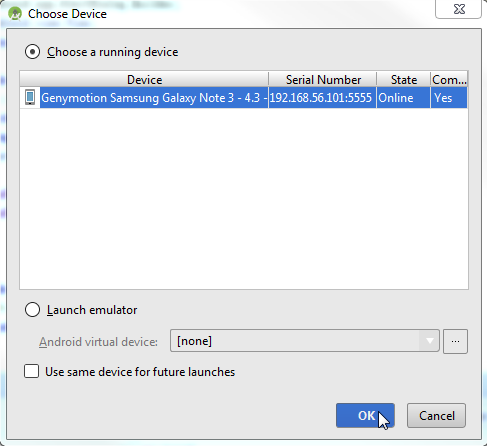 Choose Device
Choose a running device
Device Serial Number State Com...
Genymotion Samsung Galaxy Note 3 - 4.3 - 192.168.56.101:5555 Online Yes
Launch emulator
Android virtual device: [none] ...
Use same device for future launches
OK Cancel